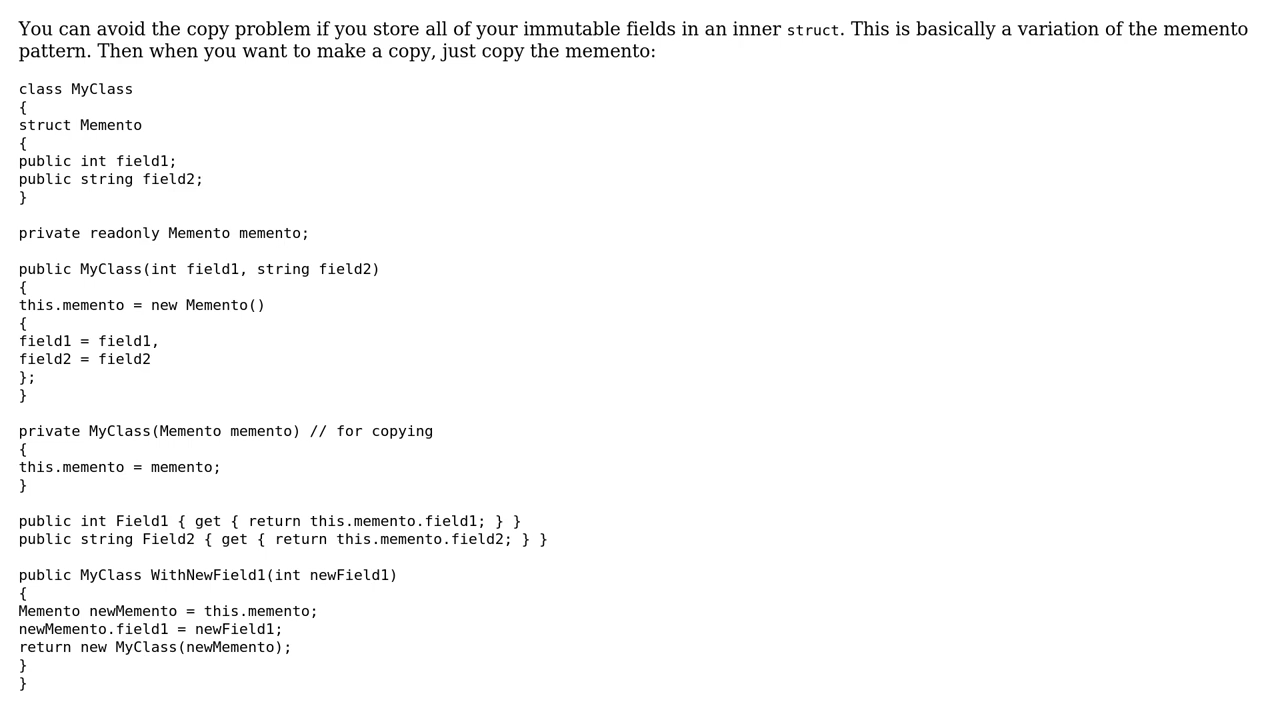 You can avoid the copy problem if you store all of your immutable fields in an inner struct. This is basically a variation of the memento
pattern. Then when you want to make a copy, just copy the memento:
class MyClass
{
struct Memento
{
public int field1;
public string field2;
}
private readonly Memento memento;
public MyClass(int field1, string field2)
{
this.memento = new Memento()
{
field1 = field1,
field2 = field2
};
}
private MyClass(Memento memento) // for copying
{
this.memento = memento;
}
public int Field1 { get { return this.memento.field1; } }
public string Field2 { get { return this.memento.field2; } }
public MyClass WithNewField1(int newField1)
{
Memento newMemento = this.memento;
newMemento.field1 = newField1;
return new MyClass(newMemento);
}
}